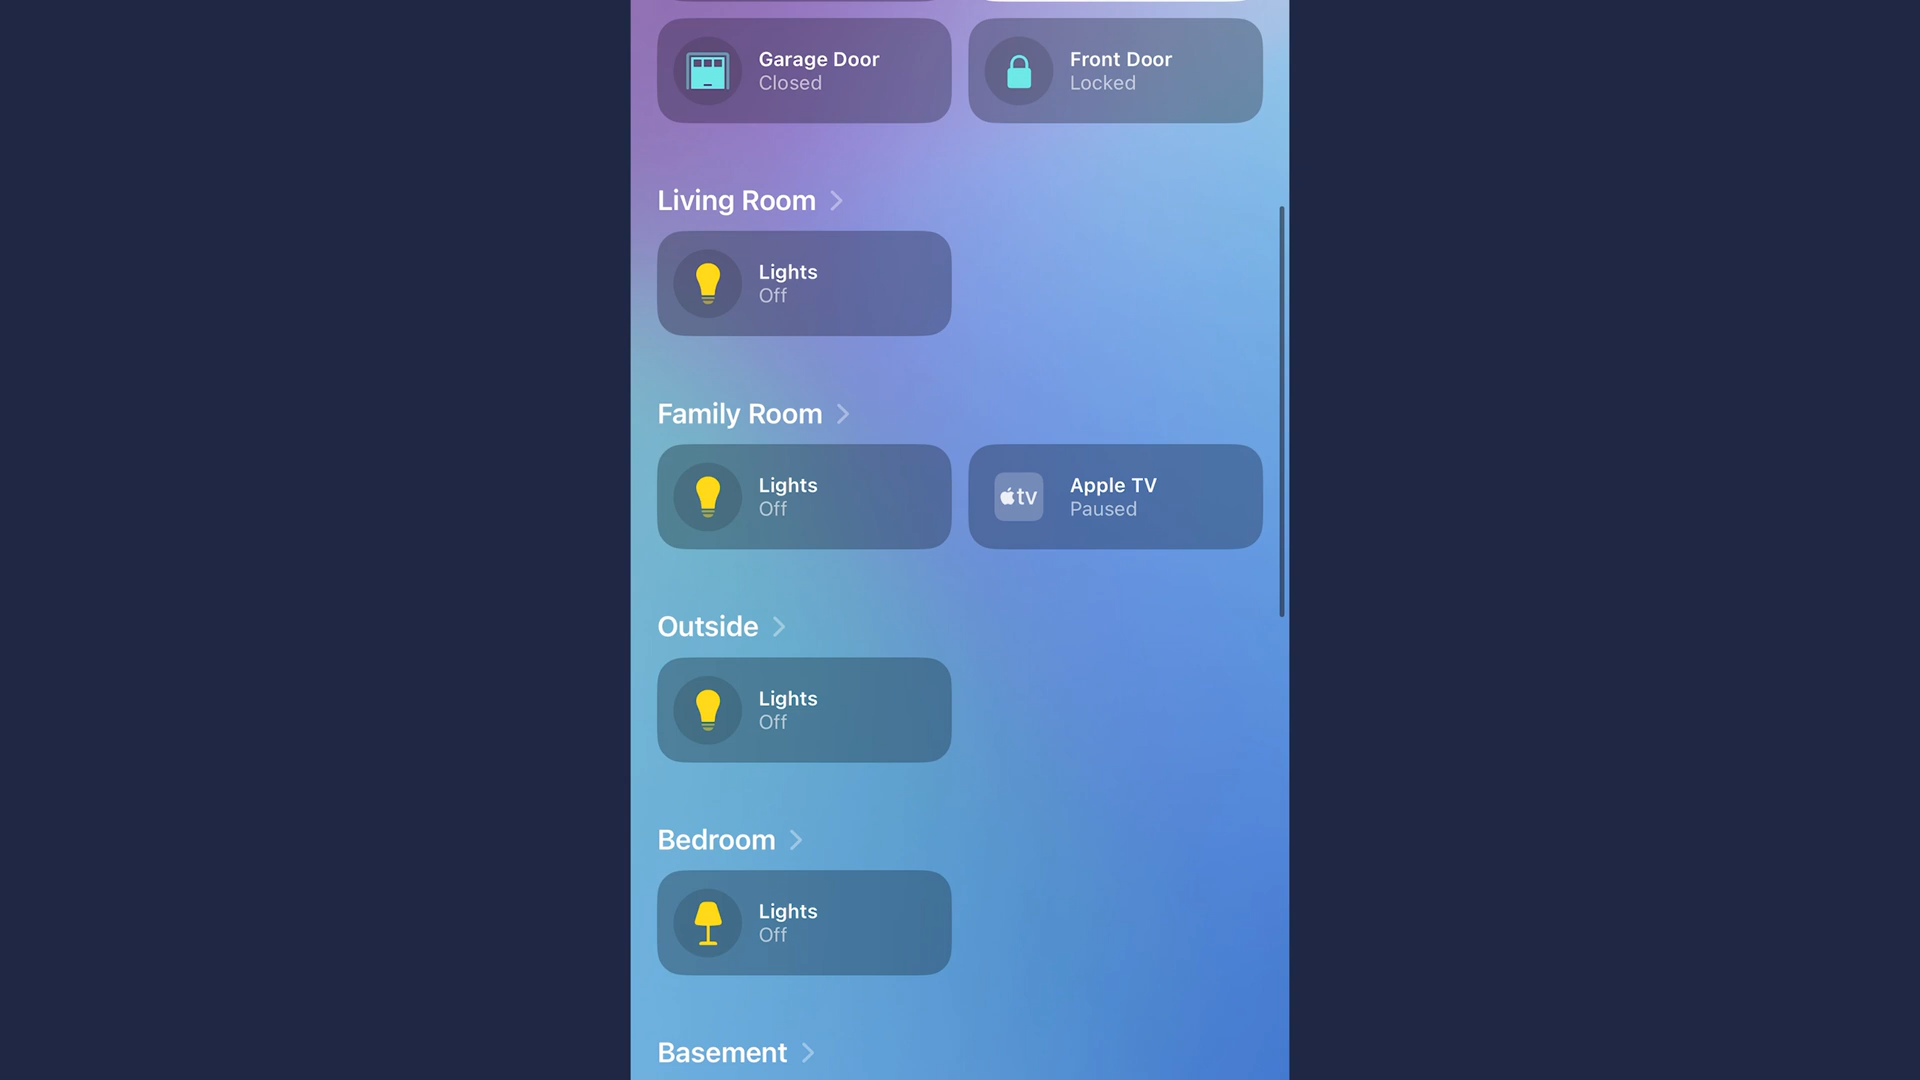 Garage Door
Closed
Front Door
Locked
Living Room
Lights
Off
Family Room
Lights
Off
tv
Apple TV
Paused
Outside
Lights
Off
Bedroom
Lights
Off
Basement